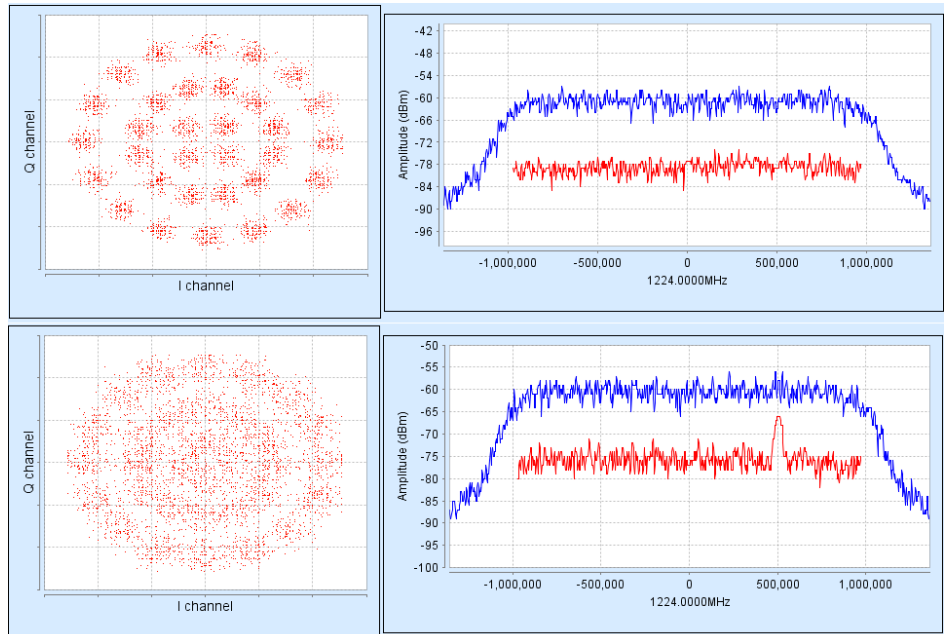 Q channel
I channel
Amplitude (dBm)
-42
-48
-54
-60
-66
-72
-78
-84
-90
-96
-1,000,000 -500,000 0 500,000 1,000,000
1224.0000MHz
Q channel
I channel
Amplitude (dBm)
-50
-55
-60
-65
-70
-75
-80
-85
-90
-95
-100
-1,000,000 -500,000 0 500,000 1,000,000
1224.0000MHz